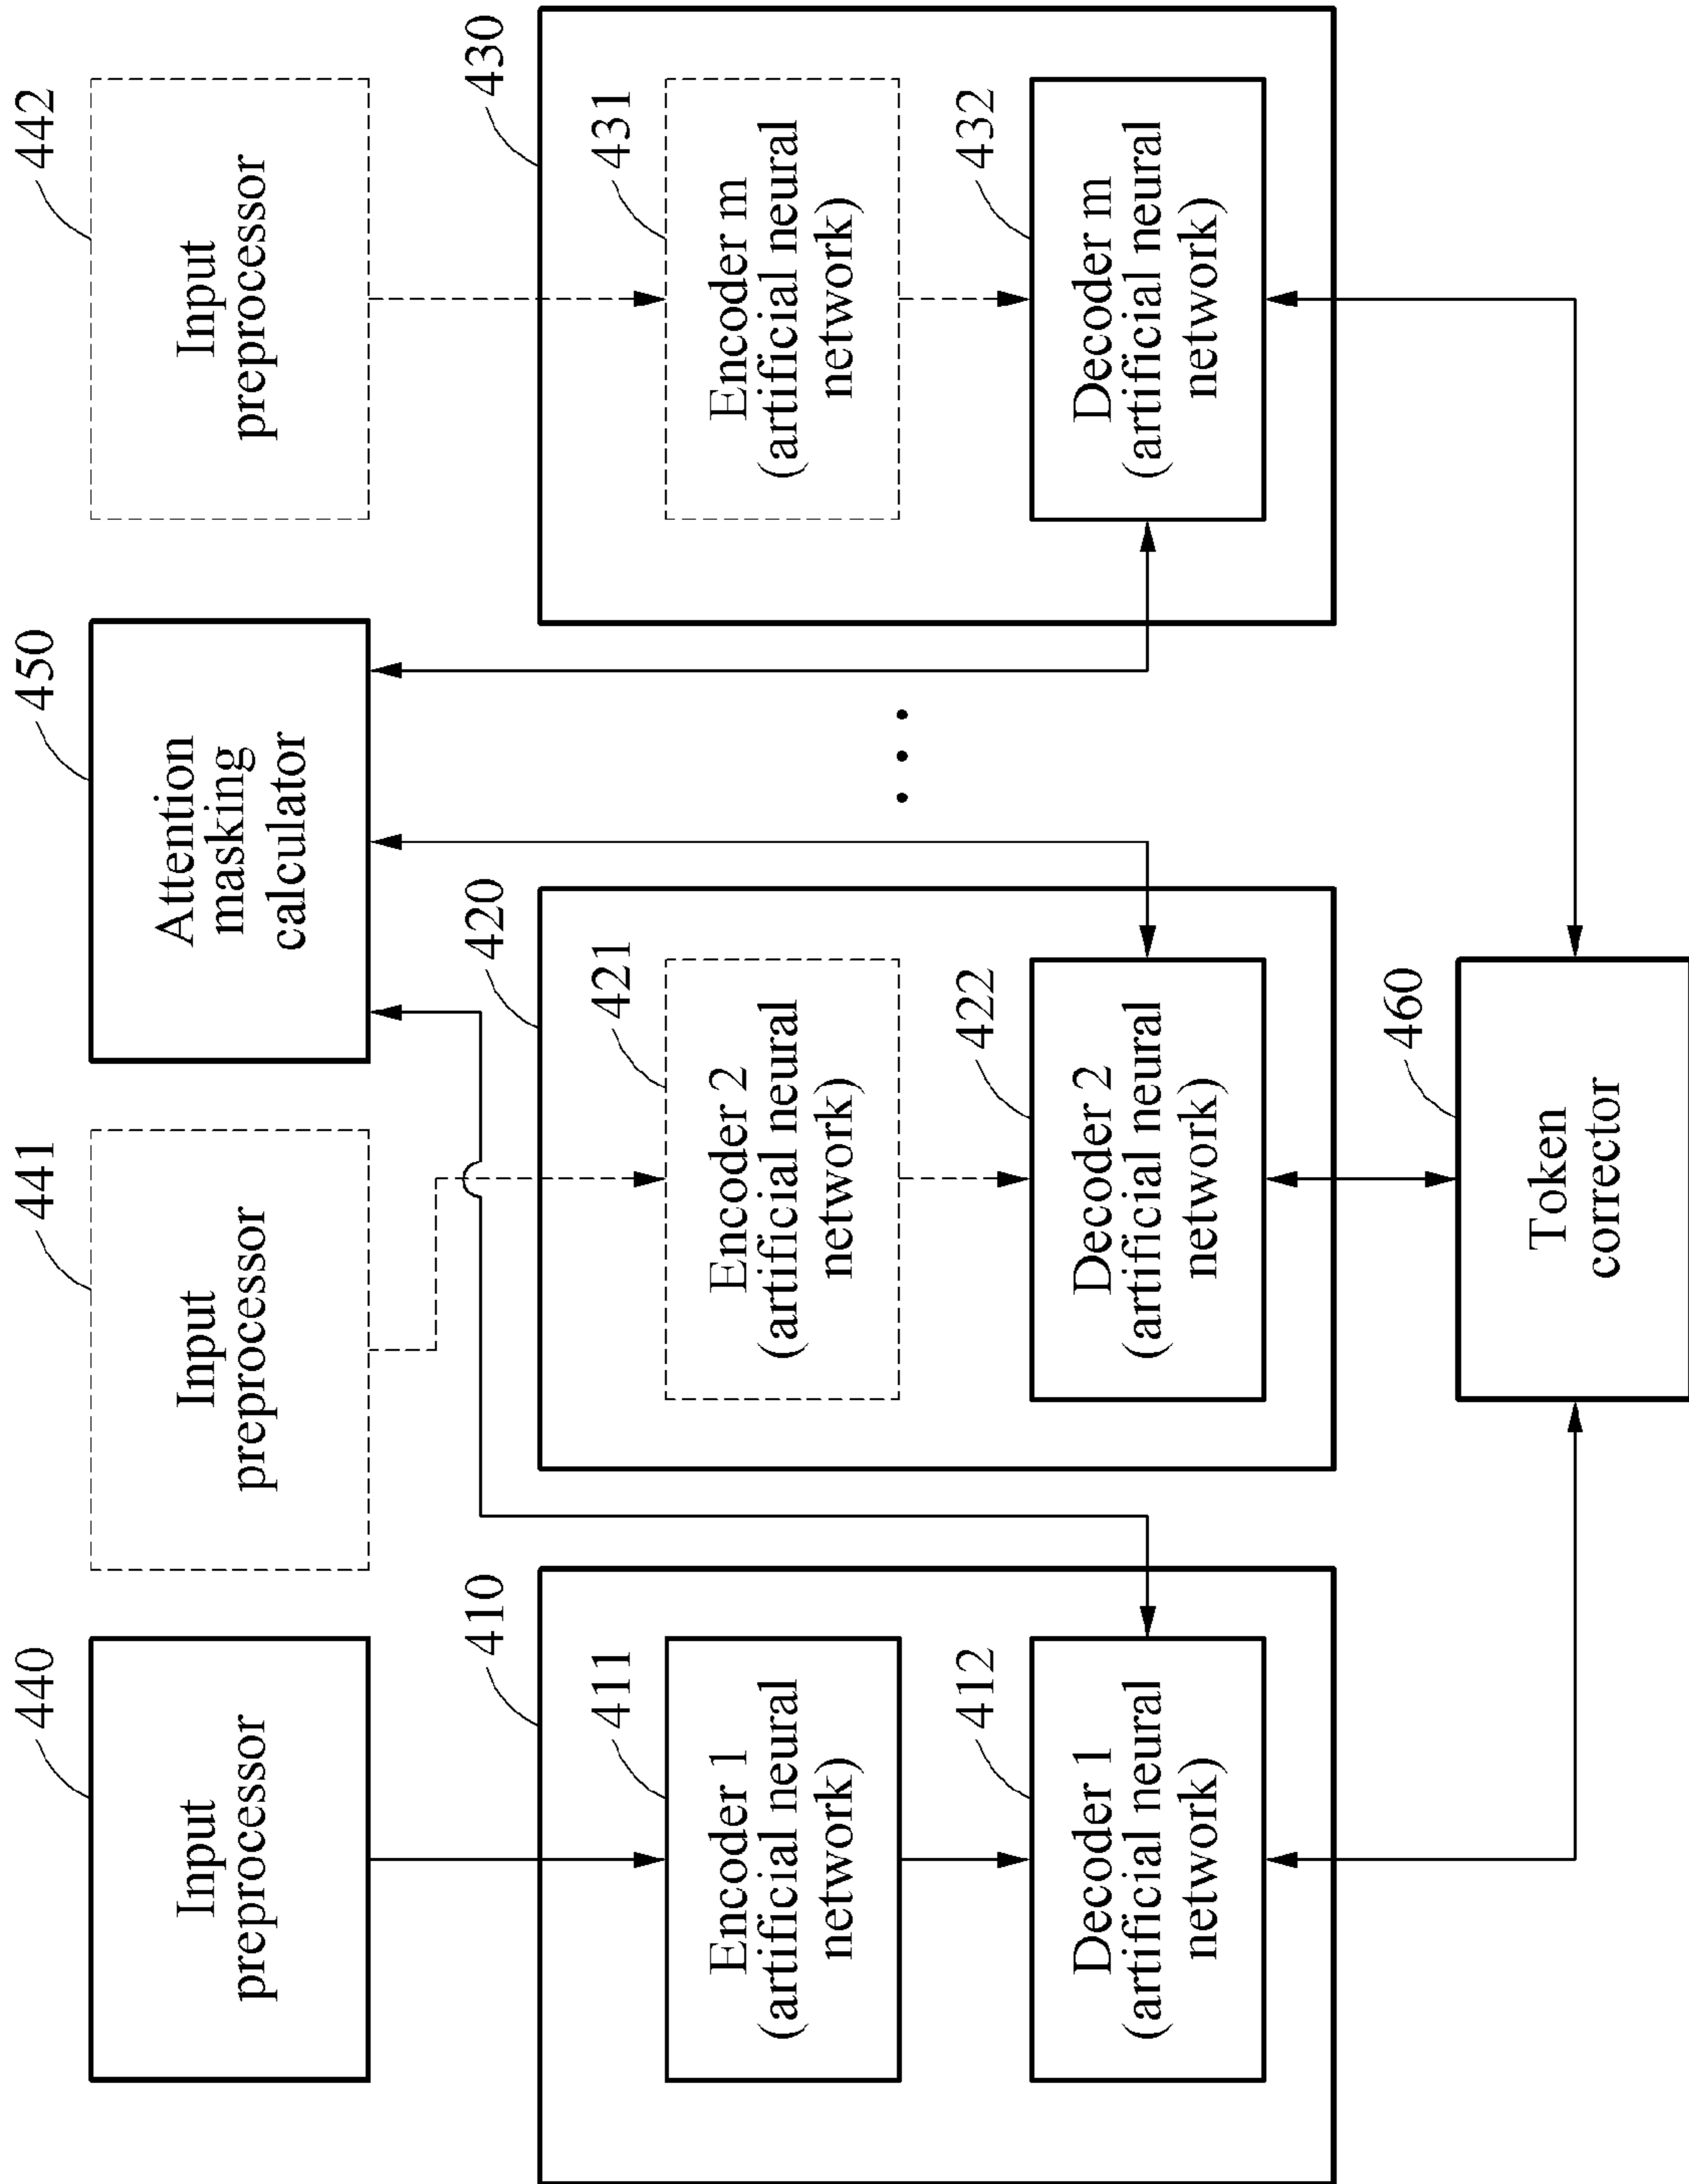 440
Input
preprocessor
441
Input
preprocessor
450
Attention
masking
calculator
442
Input
preprocessor
410
411
Encoder 1
(artificial neural
network)
412
Decoder 1
(artificial neural
network)
420
421
Encoder 2
(artificial neural
network)
422
Decoder 2
(artificial neural
network)
430
431
Encoder m
(artificial neural
network)
432
Decoder m
(artificial neural
network)
460
Token
corrector